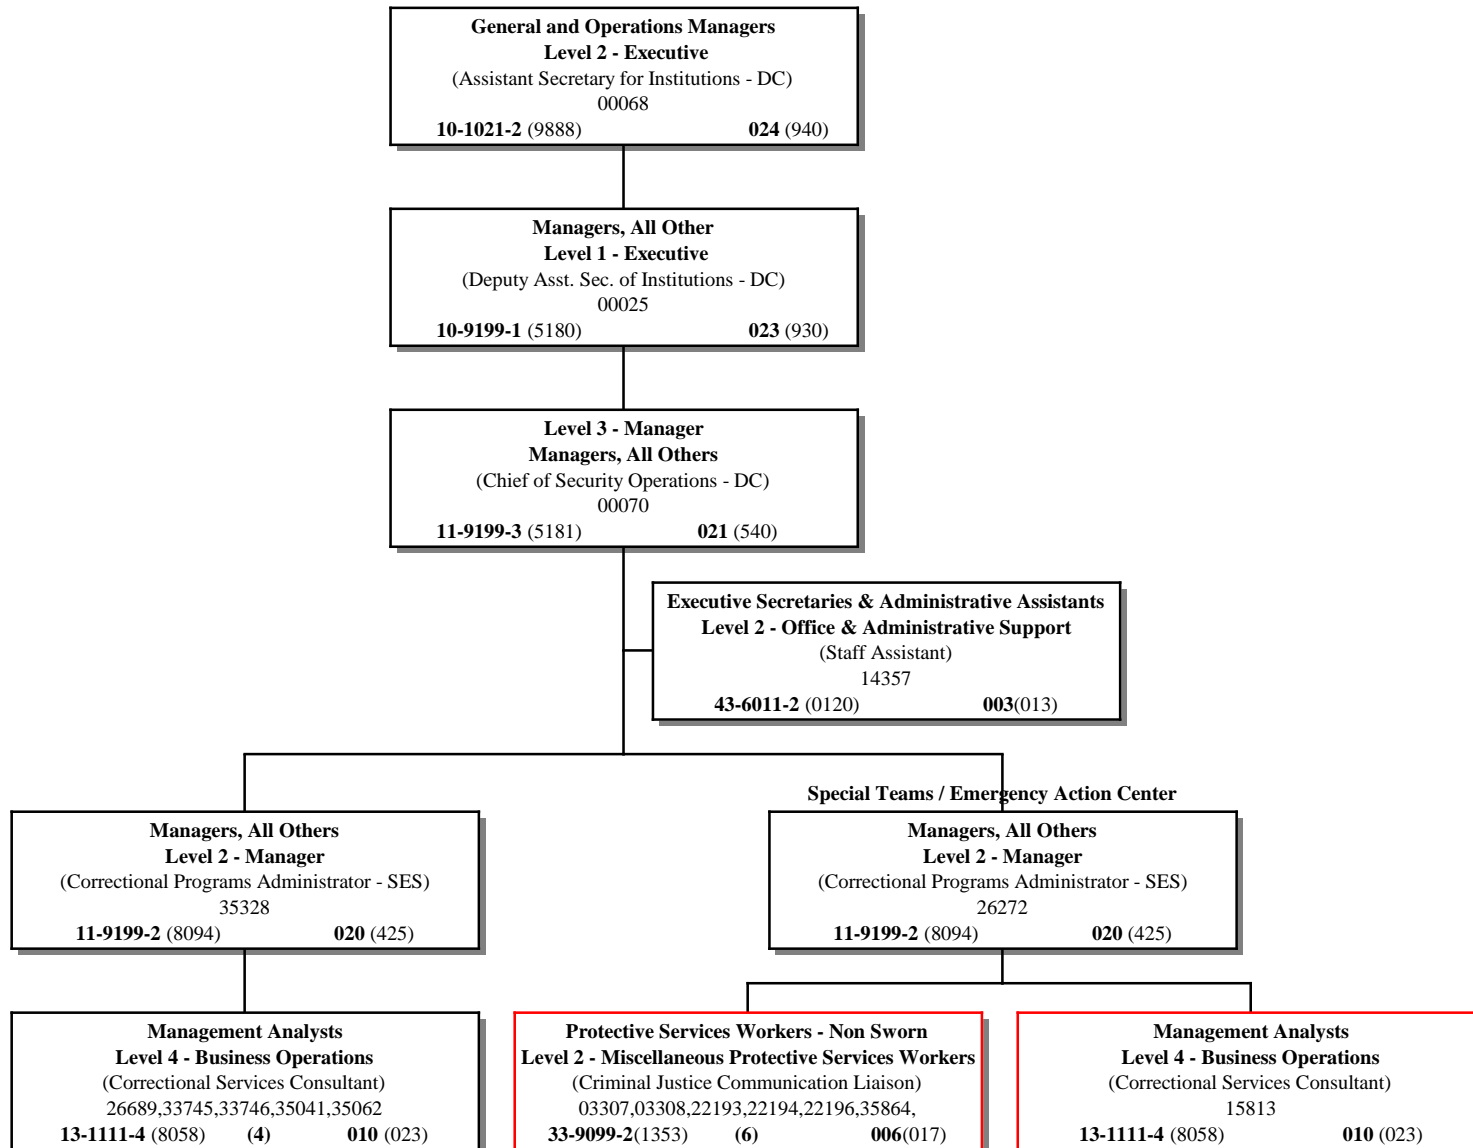 General and Operations Managers
Level 2 - Executive
(Assistant Secretary for Institutions - DC)
00068
10-1021-2 (9888) 024 (940)
Managers, All Other
Level 1 - Executive
(Deputy Asst. Sec. of Institutions - DC)
00025
10-9199-1 (5180) 023 (930)
Level 3 - Manager
Managers, All Others
(Chief of Security Operations - DC)
00070
11-9199-3 (5181) 021 (540)
Executive Secretaries & Administrative Assistants
Level 2 - Office & Administrative Support
(Staff Assistant)
14357
43-6011-2 (0120) 003(013)
Managers, All Others
Level 2 - Manager
(Correctional Programs Administrator - SES)
35328
11-9199-2 (8094) 020 (425)
Special Teams / Emergency Action Center
Managers, All Others
Level 2 - Manager
(Correctional Programs Administrator - SES)
26272
11-9199-2 (8094) 020 (425)
Management Analysts
Level 4 - Business Operations
(Correctional Services Consultant)
26689,33745,33746,35041,35062
13-1111-4 (8058) (4) 010 (023)
Protective Services Workers - Non Sworn
Level 2 - Miscellaneous Protective Services Workers
(Criminal Justice Communication Liaison)
03307,03308,22193,22194,22196,35864,
33-9099-2(1353) (6) 006(017)
Management Analysts
Level 4 - Business Operations
(Correctional Services Consultant)
15813
13-1111-4 (8058) 010 (023)